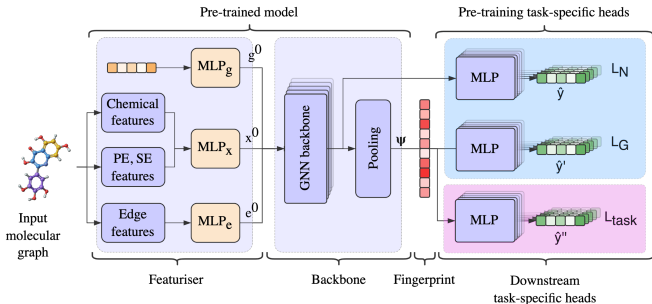 Pre-trained model
Pre-training task-specific heads
MLPg
g0
Chemical
features
PE, SE
features
MLPx
x0
Edge
features
MLPe
e0
Input
molecular
graph
GNN backbone
Pooling
ψ
MLP
ŷ
LN
MLP
ŷ'
LG
MLP
ŷ''
Ltask
Featuriser
Backbone
Fingerprint
Downstream
task-specific heads